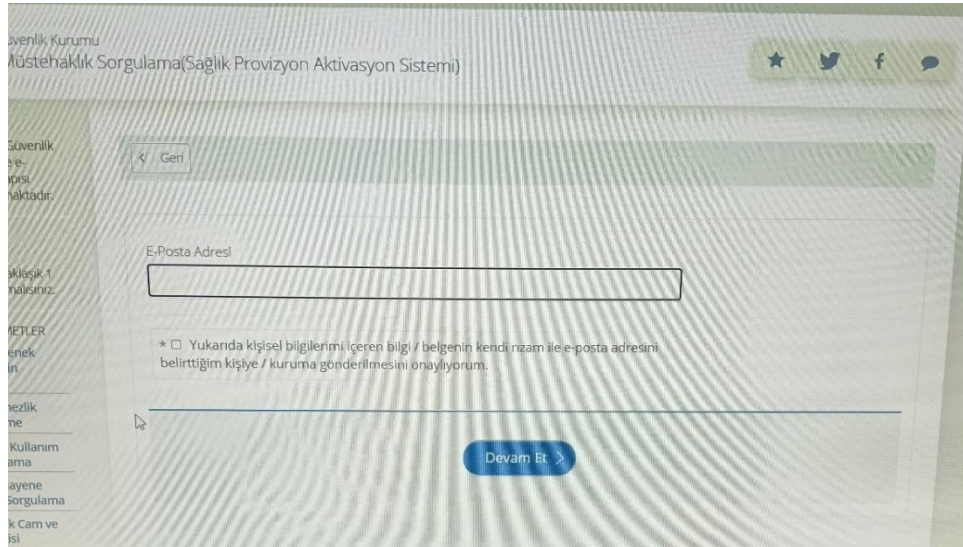 üvenlik Kurumu
Müstehaklık Sorgulama(Sağlık Provizyon Aktivasyon Sistemi)
Güvenlik
e e-
apısı
maktadır.
Geri
E-Posta Adresi
aklaşık 1
malısınız.
* Yukarıda kişisel bilgilerimi içeren bilgi / belgenin kendi rızam ile e-posta adresini
belirttiğim kişiye / kuruma gönderilmesini onaylıyorum.
METLER
enek
in
nezlik
me
Kullanım
ama
ayene
Sorgulama
k Cam ve
isi
Devam Et